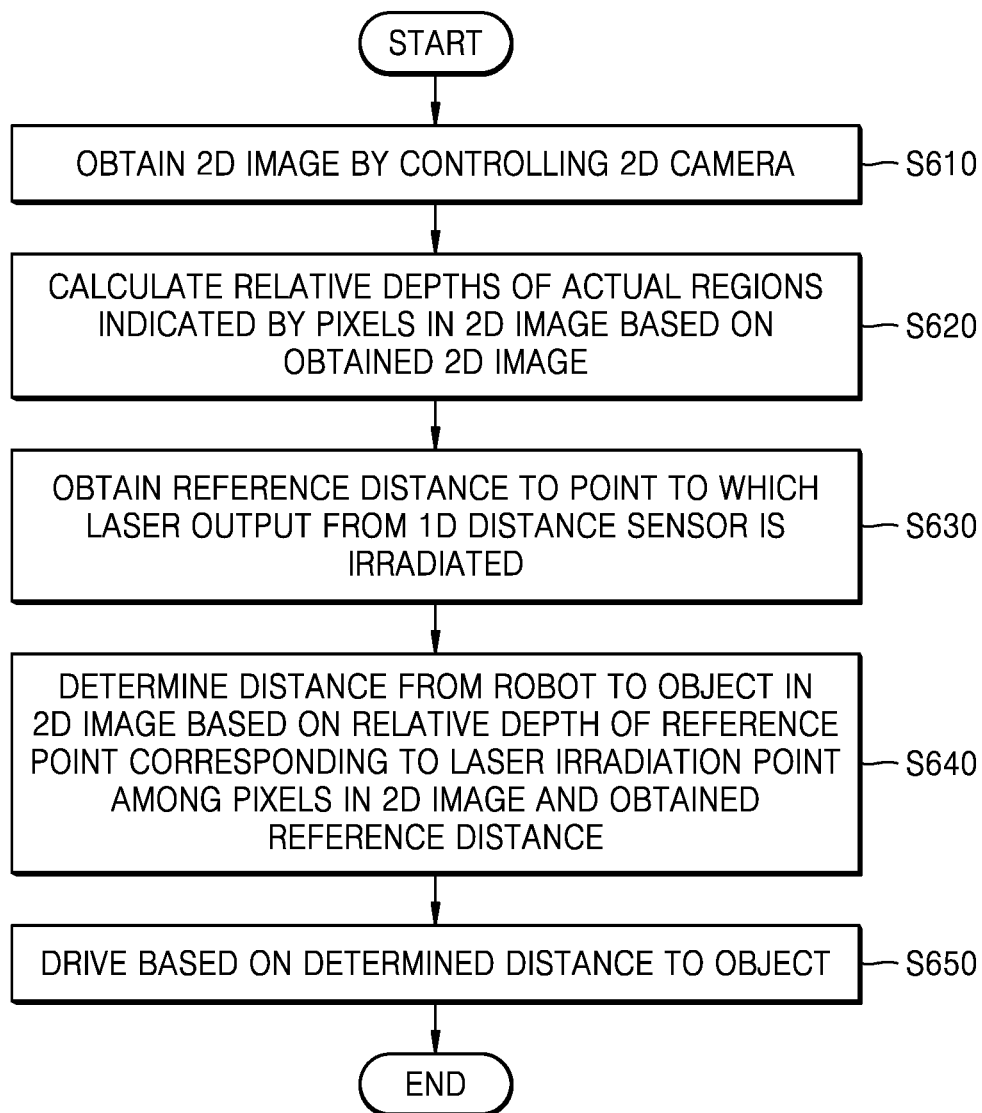 START
OBTAIN 2D IMAGE BY CONTROLLING 2D CAMERA
S610
CALCULATE RELATIVE DEPTHS OF ACTUAL REGIONS
INDICATED BY PIXELS IN 2D IMAGE BASED ON
OBTAINED 2D IMAGE
S620
OBTAIN REFERENCE DISTANCE TO POINT TO WHICH
LASER OUTPUT FROM 1D DISTANCE SENSOR IS
IRRADIATED
S630
DETERMINE DISTANCE FROM ROBOT TO OBJECT IN
2D IMAGE BASED ON RELATIVE DEPTH OF REFERENCE
POINT CORRESPONDING TO LASER IRRADIATION POINT
AMONG PIXELS IN 2D IMAGE AND OBTAINED
REFERENCE DISTANCE
S640
DRIVE BASED ON DETERMINED DISTANCE TO OBJECT
S650
END